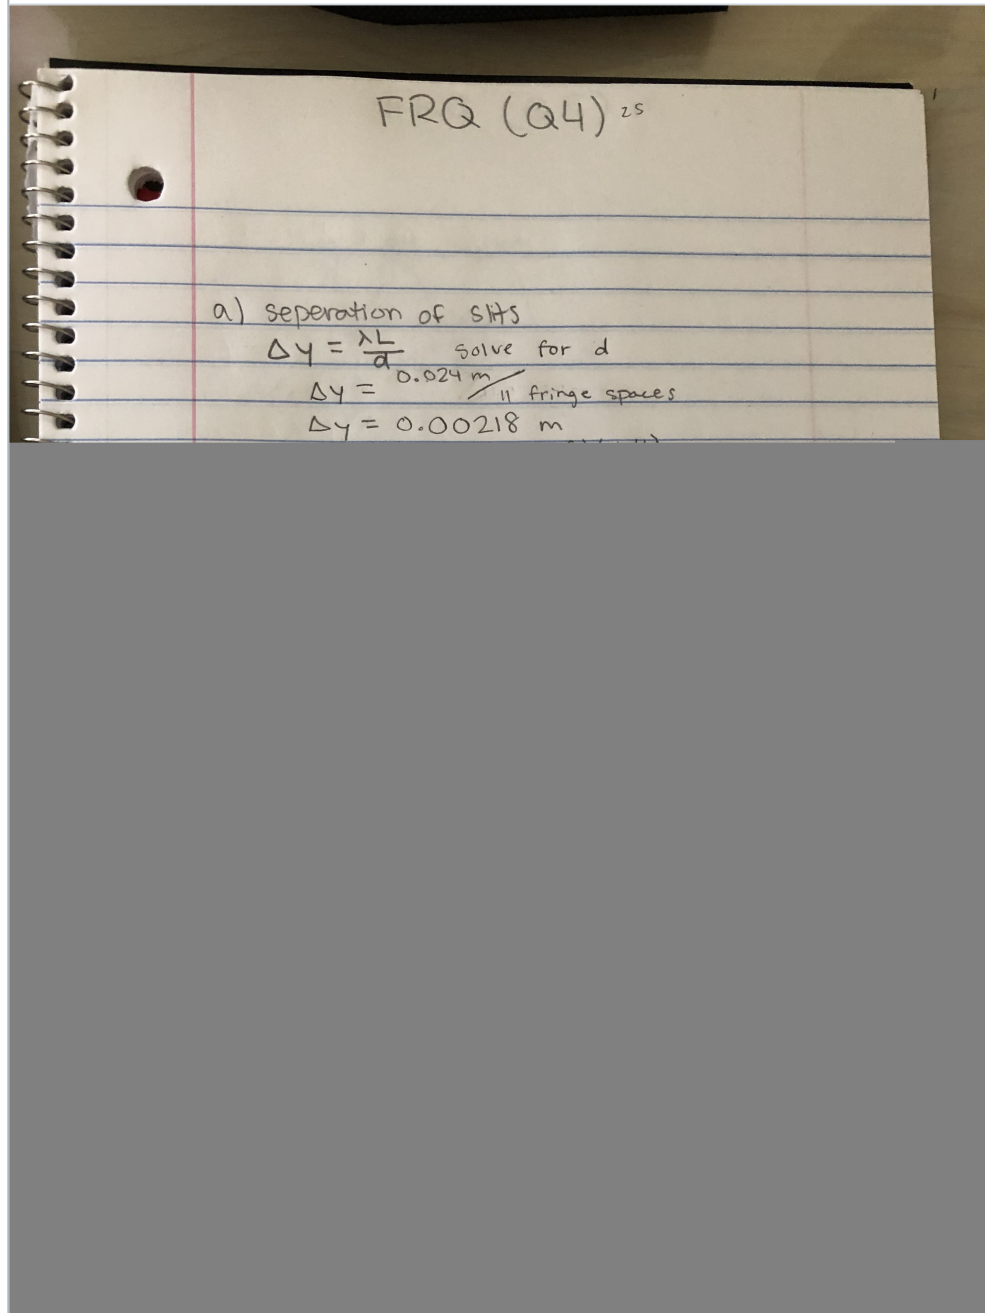 FRQ (Q4) 25
a) seperation of slits
Δy = λL/d solve for d
Δy = 0.024 m / 11 fringe spaces
Δy = 0.00218 m